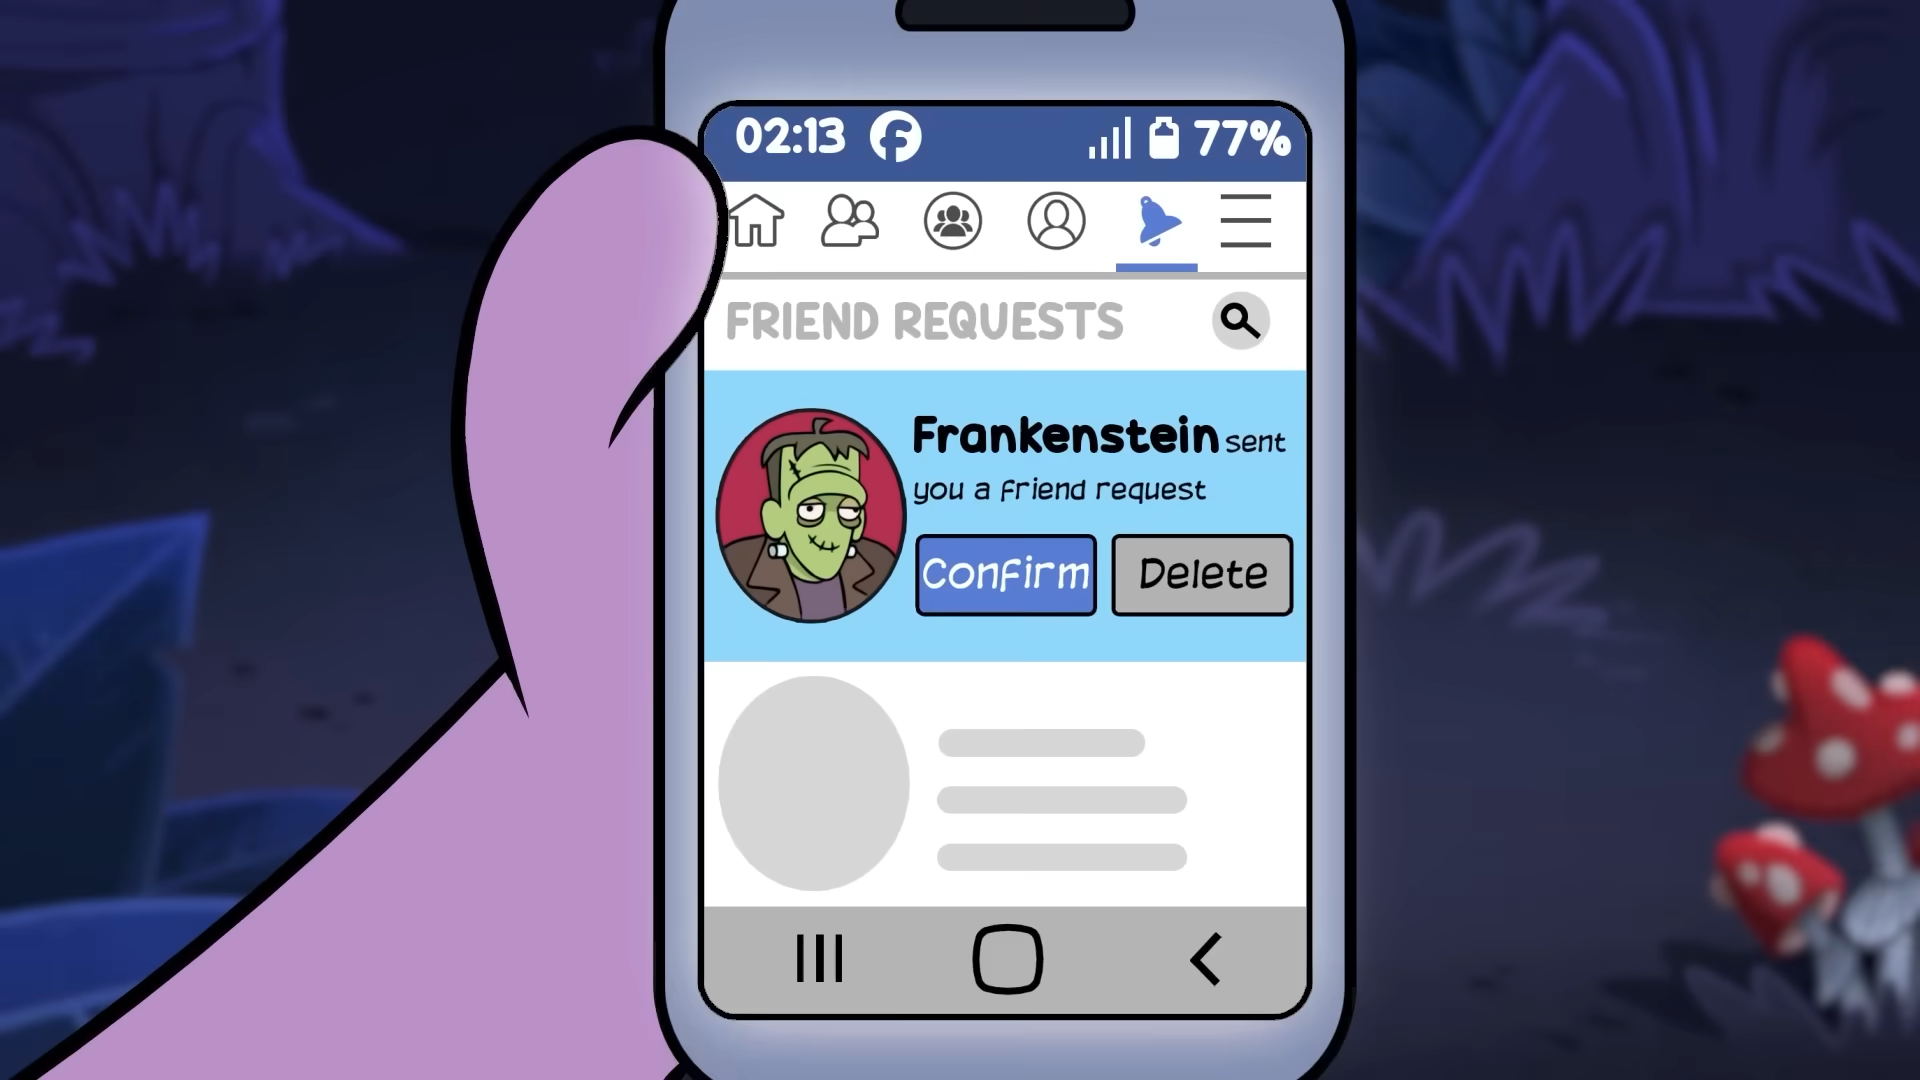 02:13 f 77%
FRIEND REQUESTS
Frankenstein sent
you a friend request
Confirm Delete